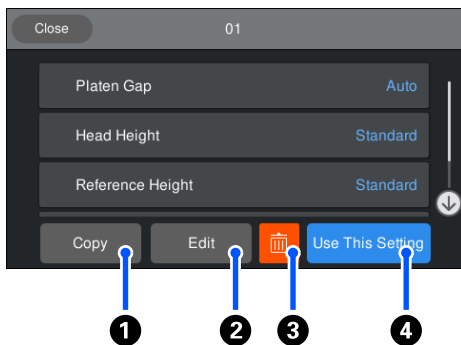 Close 01
Platen Gap Auto
Head Height Standard
Reference Height Standard
Copy Edit Use This Setting
1 2 3 4